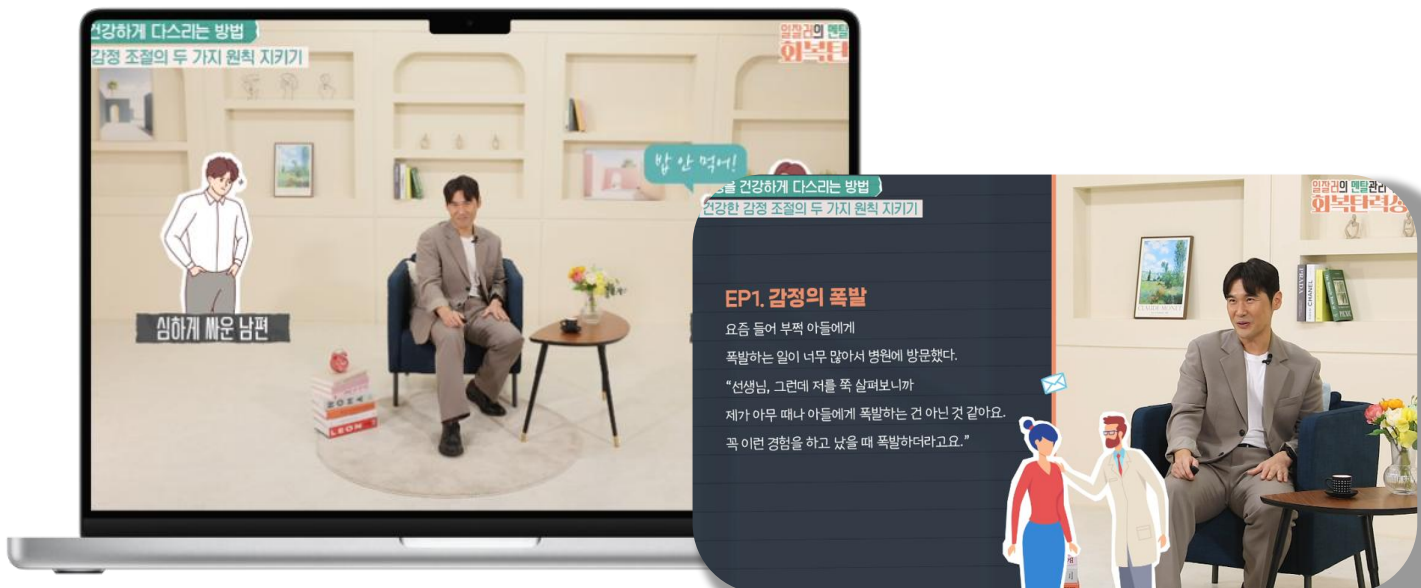 건강하게 다스리는 방법
감정 조절의 두 가지 원칙 지키기
일잘러의 멘탈
회복탄
밥 안 먹어!
심하게 싸운 남편
LEON
건강하게 다스리는 방법
건강한 감정 조절의 두 가지 원칙 지키기
일잘러의 멘탈관리
회복탄력성
EP1. 감정의 폭발
요즘 들어 부쩍 아들에게
폭발하는 일이 너무 많아서 병원에 방문했다.
“선생님, 그런데 저를 쭉 살펴보니까
제가 아무 때나 아들에게 폭발하는 건 아닌 것 같아요.
꼭 이런 경험을 하고 났을 때 폭발하더라고요.”
CLAUDE MONET
PRADA
CHANEL